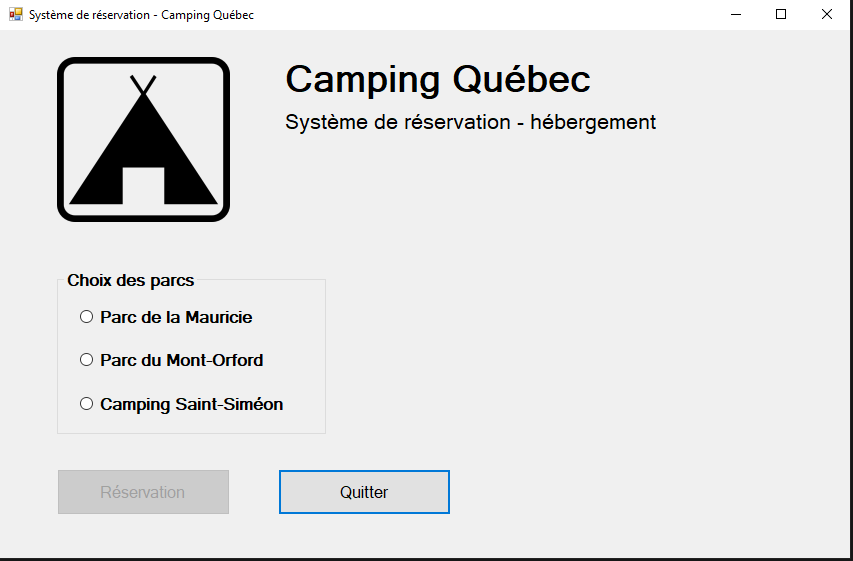 Système de réservation - Camping Québec
Camping Québec
Système de réservation - hébergement
Choix des parcs
Parc de la Mauricie
Parc du Mont-Orford
Camping Saint-Siméon
Réservation
Quitter